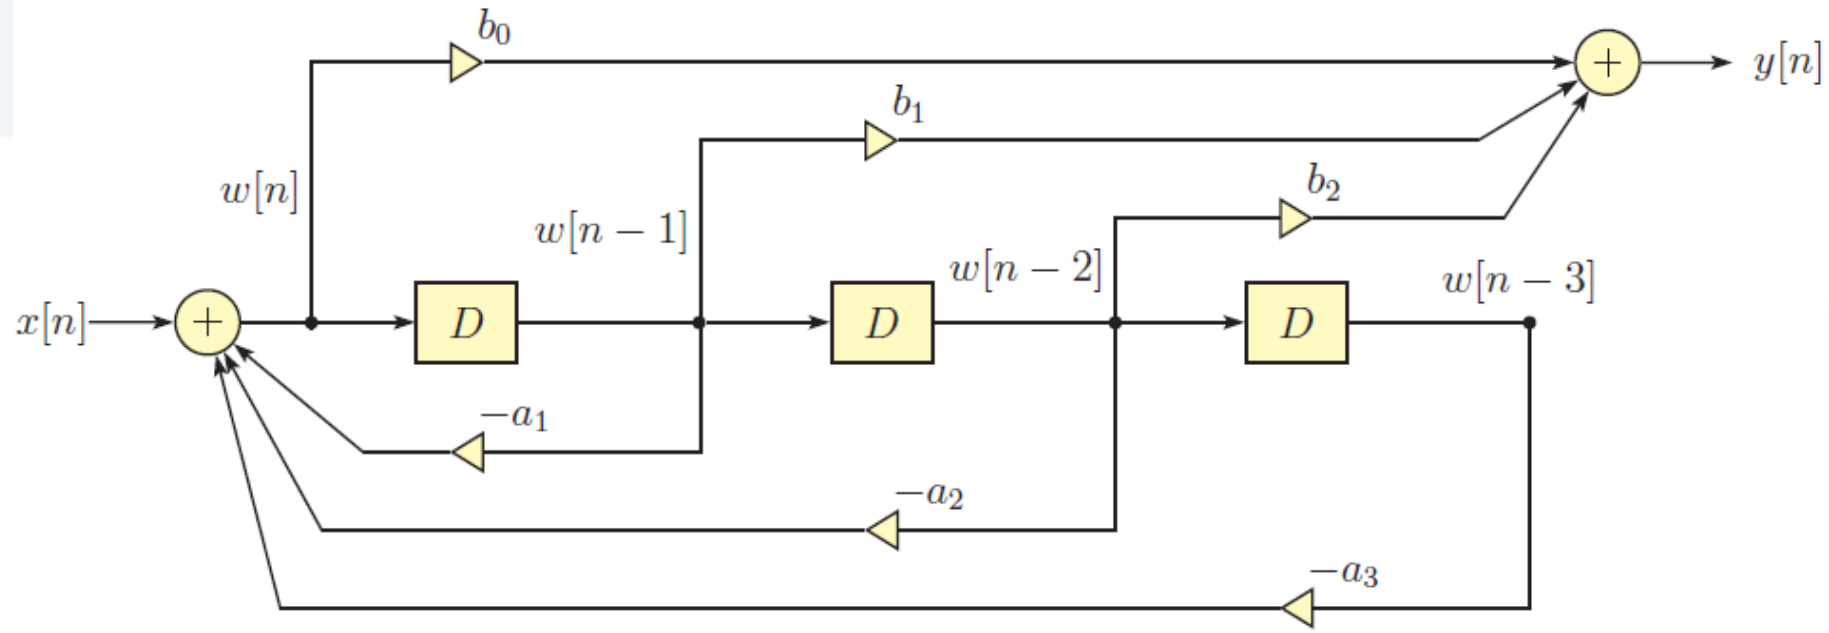 b₀
+
y[n]
b₁
b₂
w[n]
w[n − 1]
w[n − 2]
w[n − 3]
x[n]
+
D
D
D
−a₁
−a₂
−a₃